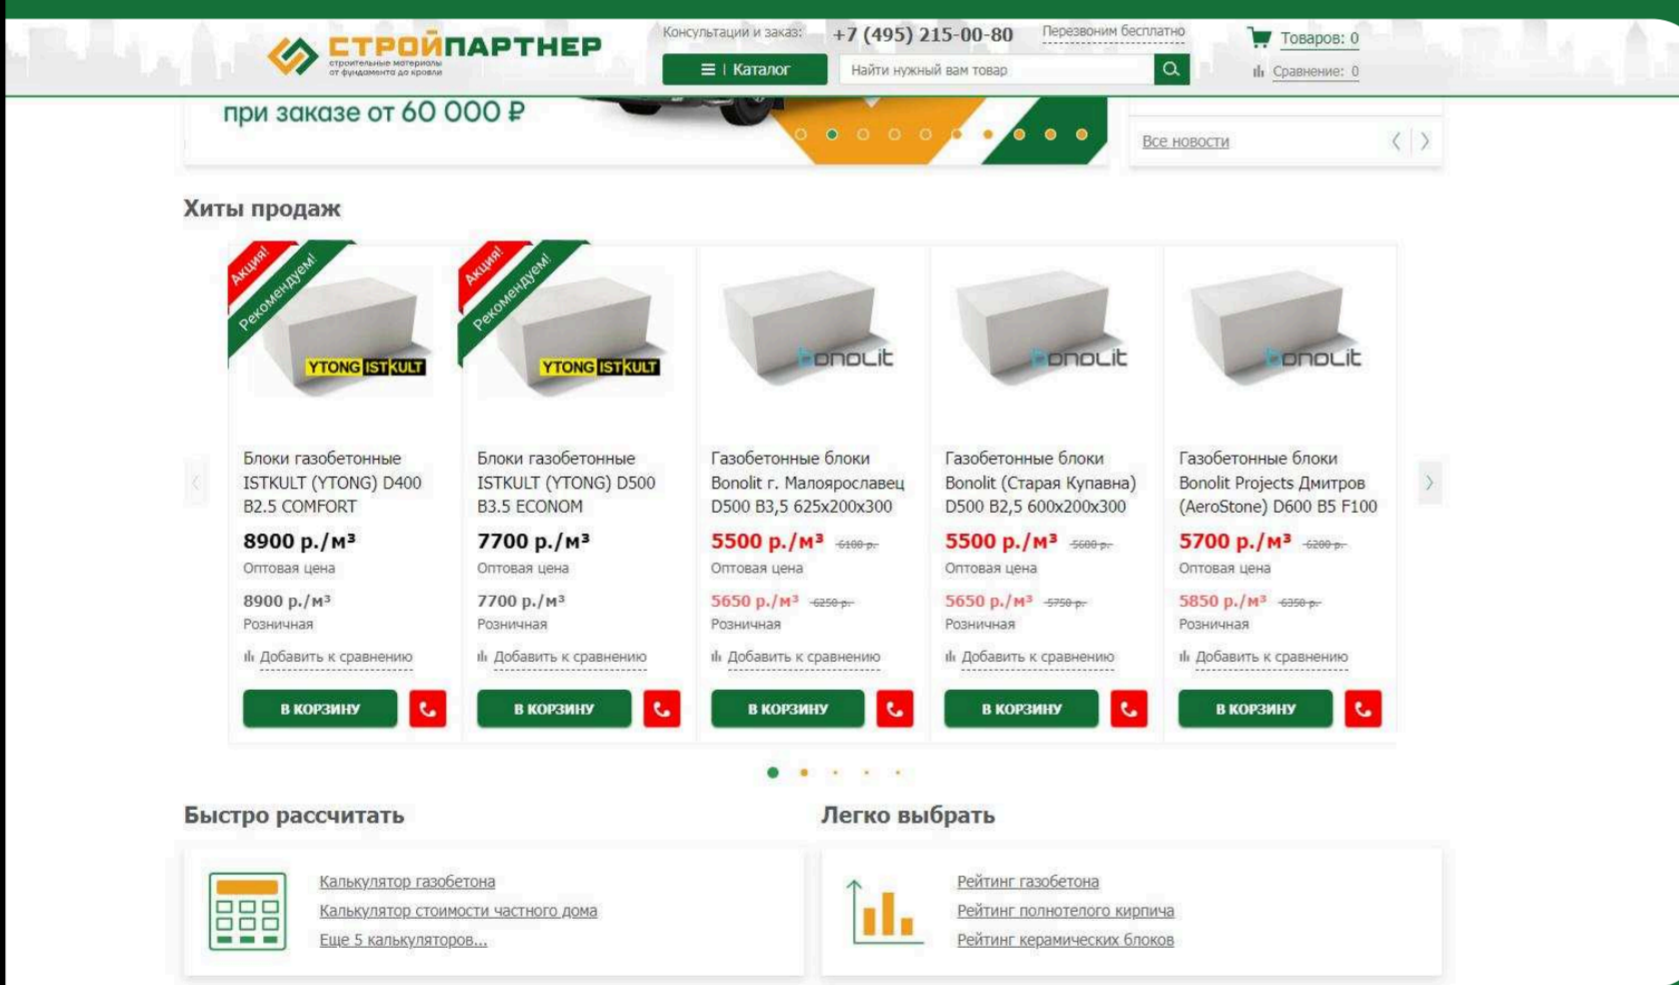 СТРОЙПАРТНЕР
строительные материалы
от фундамента до кровли
Консультации и заказ:
+7 (495) 215-00-80
Перезвоним бесплатно
Товаров: 0
Каталог
Найти нужный вам товар
Сравнение: 0
при заказе от 60 000 ₽
Все новости
Хиты продаж
Акция!
Рекомендуем!
YTONG ISTKULT
Блоки газобетонные
ISTKULT (YTONG) D400
B2.5 COMFORT
8900 р./м³
Оптовая цена
8900 р./м³
Розничная
Добавить к сравнению
В КОРЗИНУ
Акция!
Рекомендуем!
YTONG ISTKULT
Блоки газобетонные
ISTKULT (YTONG) D500
B3.5 ECONOM
7700 р./м³
Оптовая цена
7700 р./м³
Розничная
Добавить к сравнению
В КОРЗИНУ
bonolit
Газобетонные блоки
Bonolit г. Малоярославец
D500 B3,5 625x200x300
5500 р./м³ 6100 р.
Оптовая цена
5650 р./м³ 6250 р.
Розничная
Добавить к сравнению
В КОРЗИНУ
bonolit
Газобетонные блоки
Bonolit (Старая Купавна)
D500 B2,5 600x200x300
5500 р./м³ 5600 р.
Оптовая цена
5650 р./м³ 5750 р.
Розничная
Добавить к сравнению
В КОРЗИНУ
bonolit
Газобетонные блоки
Bonolit Projects Дмитров
(AeroStone) D600 B5 F100
5700 р./м³ 6200 р.
Оптовая цена
5850 р./м³ 6350 р.
Розничная
Добавить к сравнению
В КОРЗИНУ
Быстро рассчитать
Калькулятор газобетона
Калькулятор стоимости частного дома
Еще 5 калькуляторов...
Легко выбрать
Рейтинг газобетона
Рейтинг полнотелого кирпича
Рейтинг керамических блоков